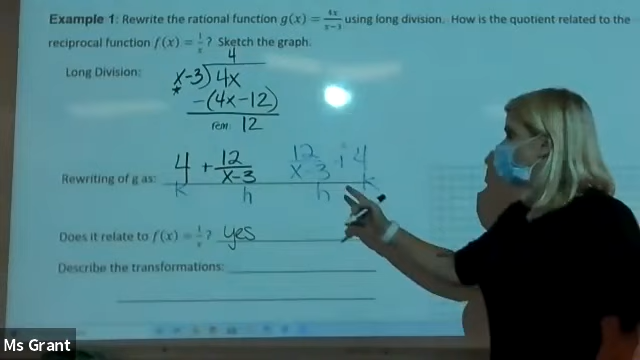 Example 1: Rewrite the rational function g(x) = 4x/x−3 using long division. How is the quotient related to the
reciprocal function f(x) = 1/x? Sketch the graph.
4
Long Division: x-3) 4x
-(4x-12)
rem: 12
Rewriting of g as: 4 + 12/x-3 12/x-3 + 4
k h h k
Does it relate to f(x) = 1/x? yes
Describe the transformations:
Ms Grant